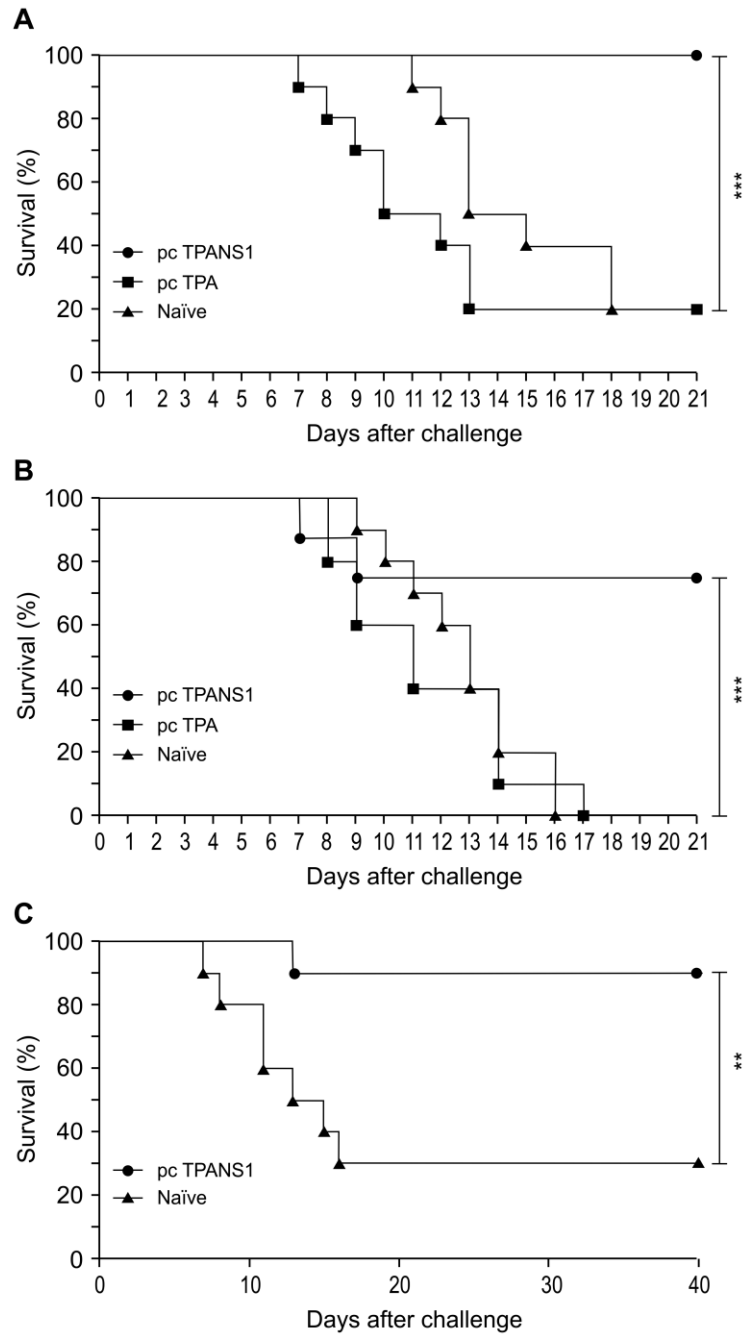 A
Survival (%)
100
80
60
40
20
0
pc TPANS1
pc TPA
Naïve
***
0 1 2 3 4 5 6 7 8 9 10 11 12 13 14 15 16 17 18 19 20 21
Days after challenge
B
Survival (%)
100
80
60
40
20
0
pc TPANS1
pc TPA
Naïve
***
0 1 2 3 4 5 6 7 8 9 10 11 12 13 14 15 16 17 18 19 20 21
Days after challenge
C
Survival (%)
100
80
60
40
20
0
pc TPANS1
Naïve
**
0 10 20 30 40
Days after challenge